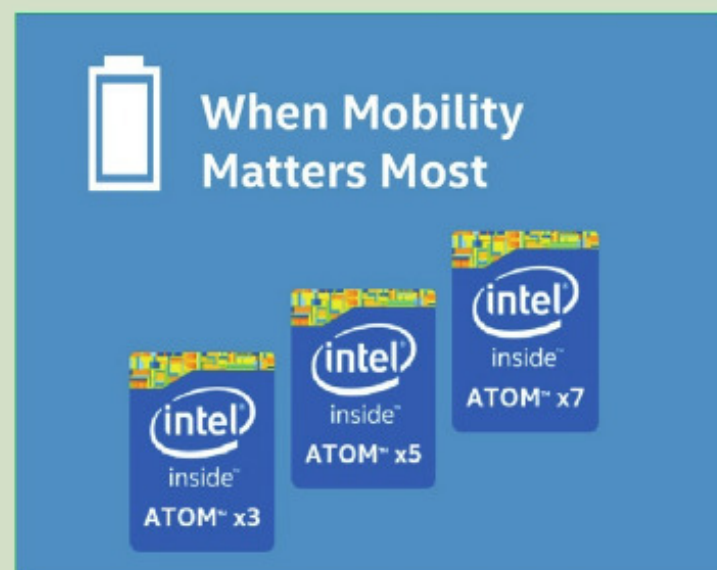 When Mobility
Matters Most
intel
inside™
ATOM™ x3
intel
inside™
ATOM™ x5
intel
inside™
ATOM™ x7